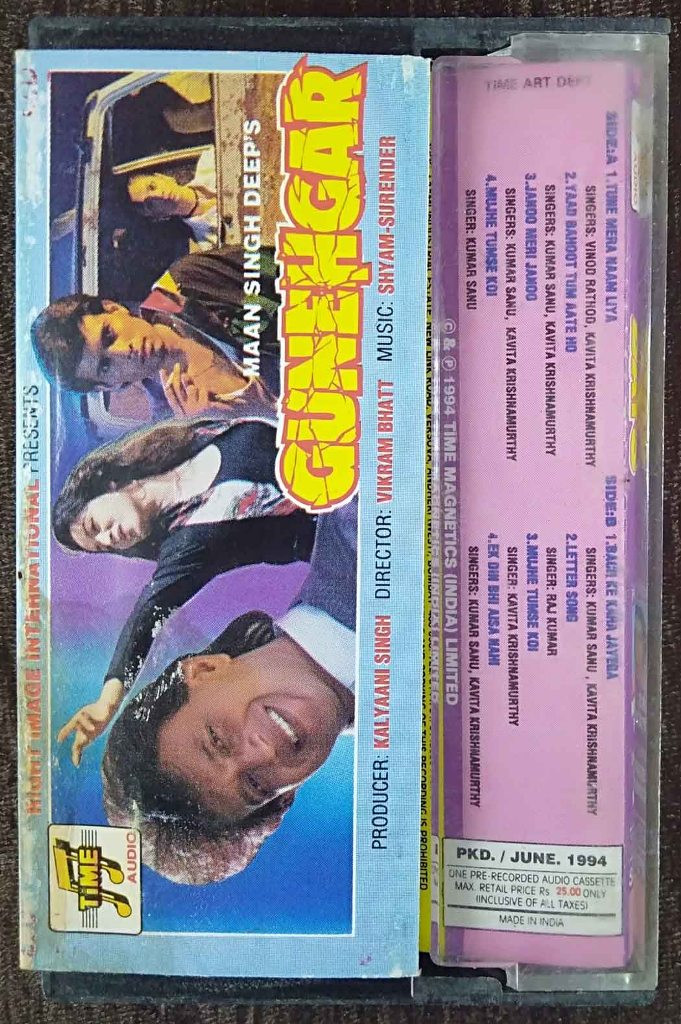 RIGHT IMAGE INTERNATIONAL PRESENTS
MAAN SINGH DEEP'S
GUNEHGAR
PRODUCER: KALYAANI SINGH DIRECTOR: VIKRAM BHATT MUSIC: SHYAM-SURENDER
TIME
AUDIO
RECORDING IS PROHIBITED
© & ℗ 1994 TIME MAGNETICS (INDIA) LIMITED
TIME ART DEPT
SIDE:A 1.TUNE MERA NAAM LIYA
SINGERS: VINOD RATHOD, KAVITA KRISHNAMURTHY
2.YAAD BAHOOT TUM AATE HO
SINGERS: KUMAR SANU, KAVITA KRISHNAMURTHY
3.JANOO MERI JANOO
SINGERS: KUMAR SANU, KAVITA KRISHNAMURTHY
4.MUJHE TUMSE KOI
SINGER: KUMAR SANU
SIDE:B 1.BACH KE KAHA JAYEGA
SINGERS: KUMAR SANU , KAVITA KRISHNAMURTHY
2.LETTER SONG
SINGER: RAJ KUMAR
3.MUJHE TUMSE KOI
SINGER: KAVITA KRISHNAMURTHY
4.EK DIN BHI AISA NAHI
SINGERS: KUMAR SANU, KAVITA KRISHNAMURTHY
PKD. / JUNE. 1994
ONE PRE-RECORDED AUDIO CASSETTE
MAX. RETAIL PRICE Rs 25.00 ONLY
(INCLUSIVE OF ALL TAXES)
MADE IN INDIA